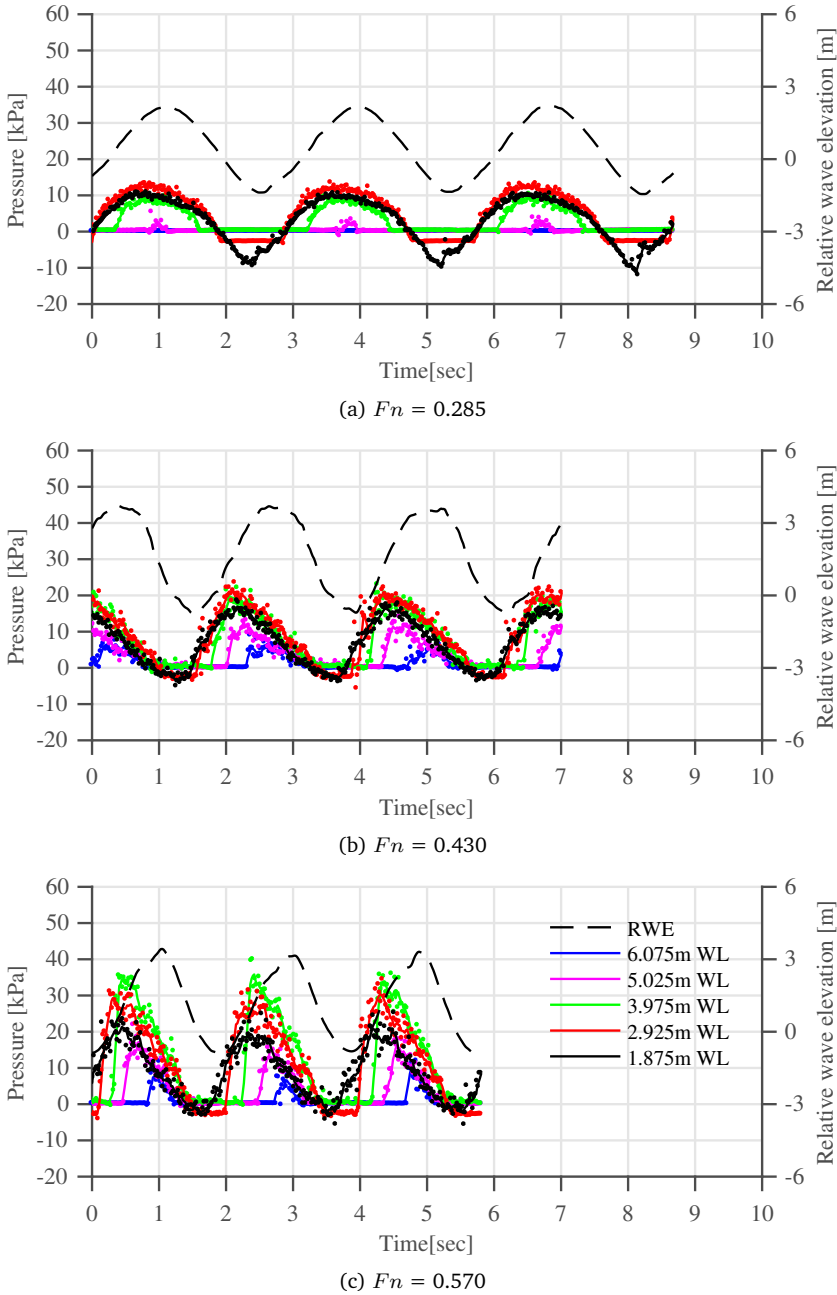 60 6
50
40 3
30
20 0
10
0 -3
-10
-20 -6
0 1 2 3 4 5 6 7 8 9 10
Pressure [kPa]
Relative wave elevation [m]
Time[sec]
(a) Fn = 0.285
60 6
50
40 3
30
20 0
10
0 -3
-10
-20 -6
0 1 2 3 4 5 6 7 8 9 10
Pressure [kPa]
Relative wave elevation [m]
Time[sec]
(b) Fn = 0.430
60 6
50
40 3
30
20 0
10
0 -3
-10
-20 -6
0 1 2 3 4 5 6 7 8 9 10
Pressure [kPa]
Relative wave elevation [m]
RWE
6.075m WL
5.025m WL
3.975m WL
2.925m WL
1.875m WL
Time[sec]
(c) Fn = 0.570